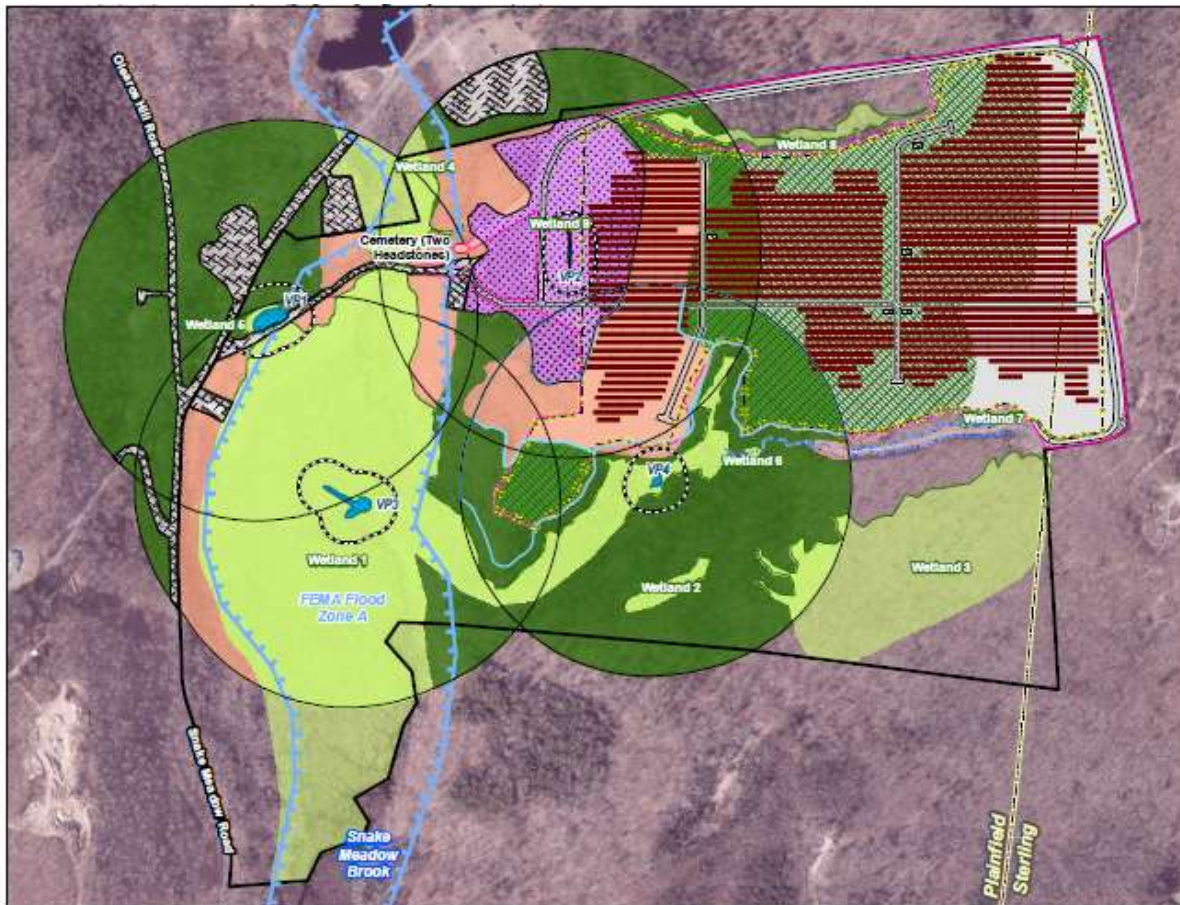 Gleaton Hill Road
Wetland 4
Wetland 8
Wetland 9
Cemetery (Two
Headstones)
VP2
VP1
Wetland 5
Wetland 7
Wetland 6
VP4
VP3
Wetland 1
Wetland 2
Wetland 3
FEMA Flood
Zone A
Snake Meadow Road
Snake
Meadow
Brook
Plainfield
Sterling